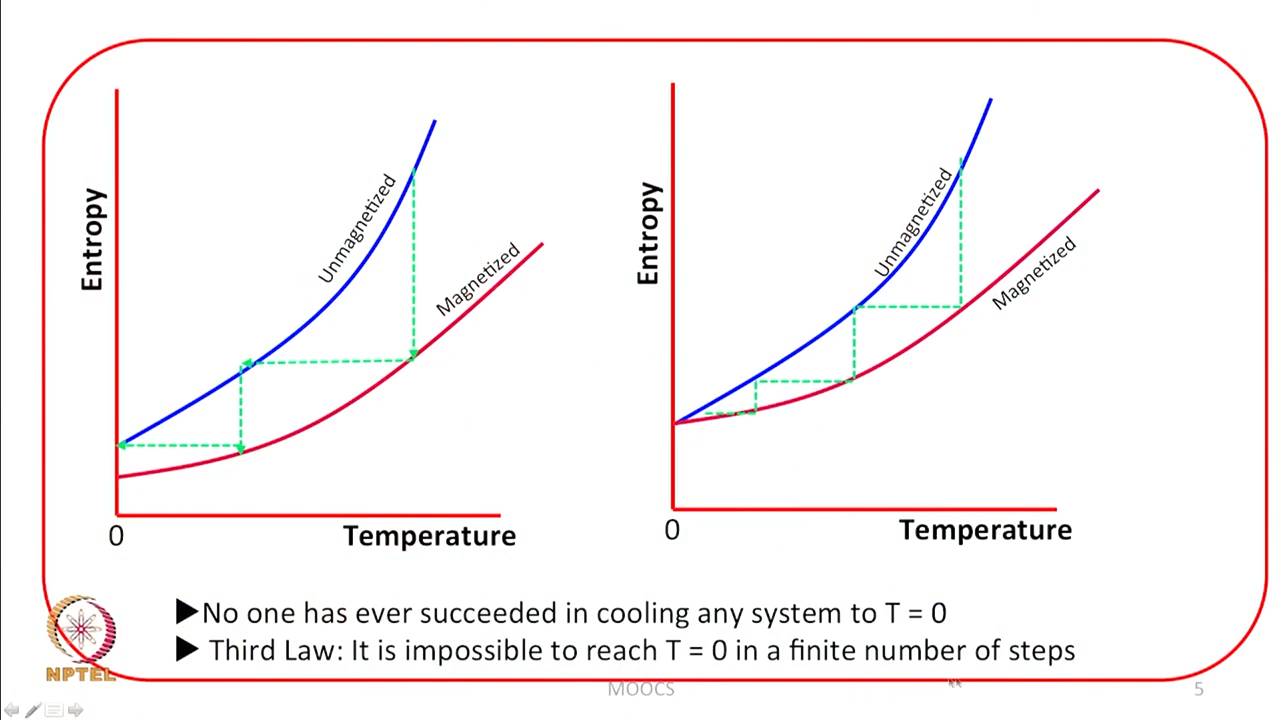 Entropy
Unmagnetized
Magnetized
0
Temperature
Entropy
Unmagnetized
Magnetized
0
Temperature
▶No one has ever succeeded in cooling any system to T = 0
▶ Third Law: It is impossible to reach T = 0 in a finite number of steps
NPTEL
MOOCS
5